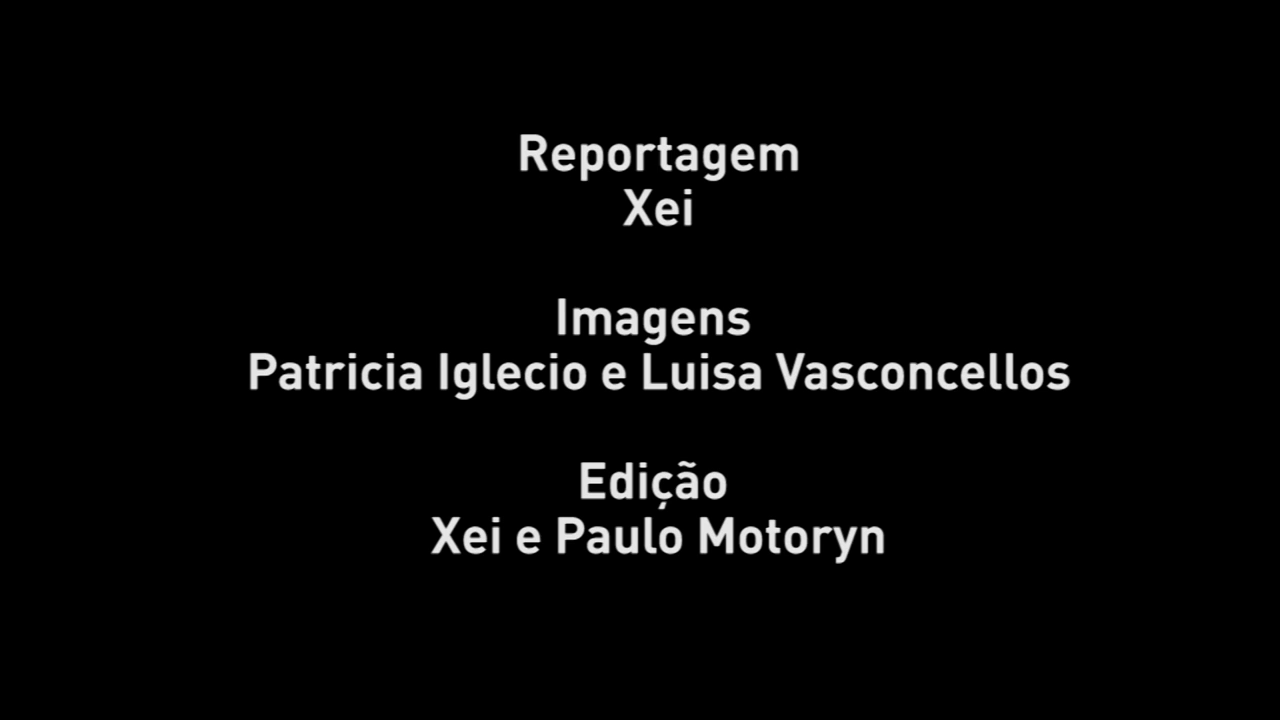 Reportagem
Xei
Imagens
Patricia Iglecio e Luisa Vasconcellos
Edição
Xei e Paulo Motoryn